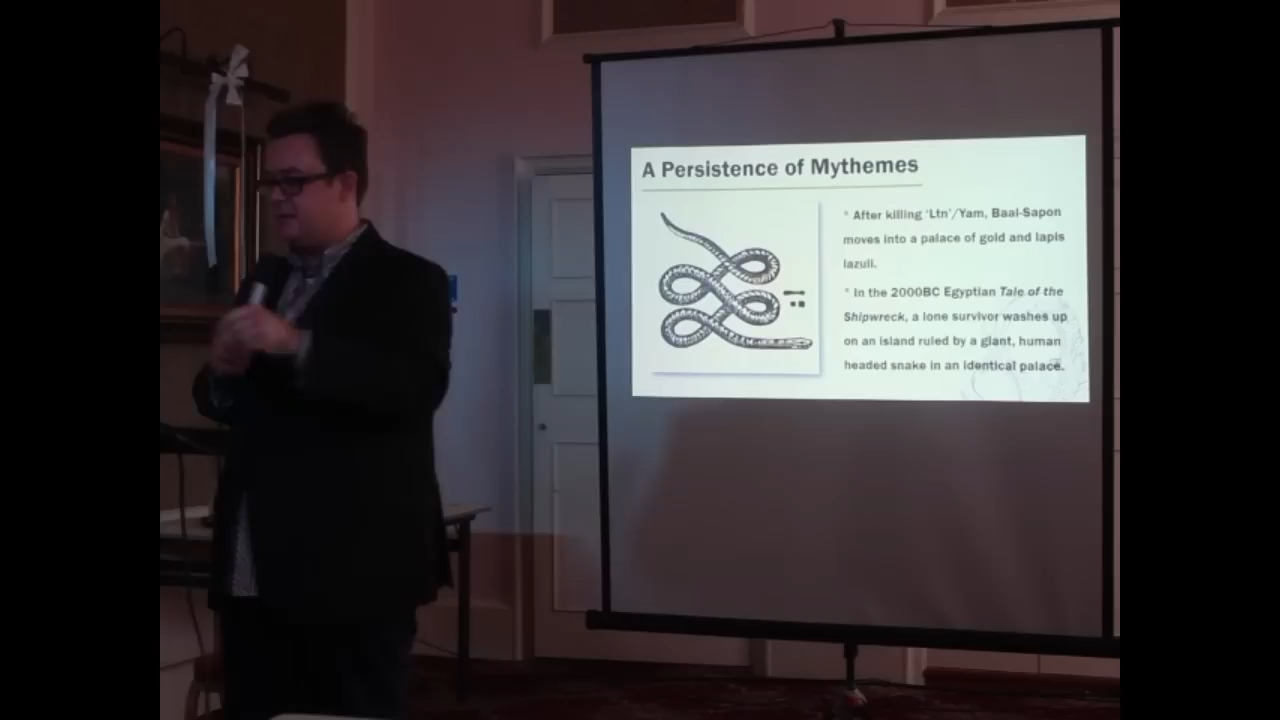 A Persistence of Mythemes
* After killing ‘Ltn’/Yam, Baal-Sapon
moves into a palace of gold and lapis
lazuli.
* In the 2000BC Egyptian Tale of the
Shipwreck, a lone survivor washes up
on an island ruled by a giant, human
headed snake in an identical palace.